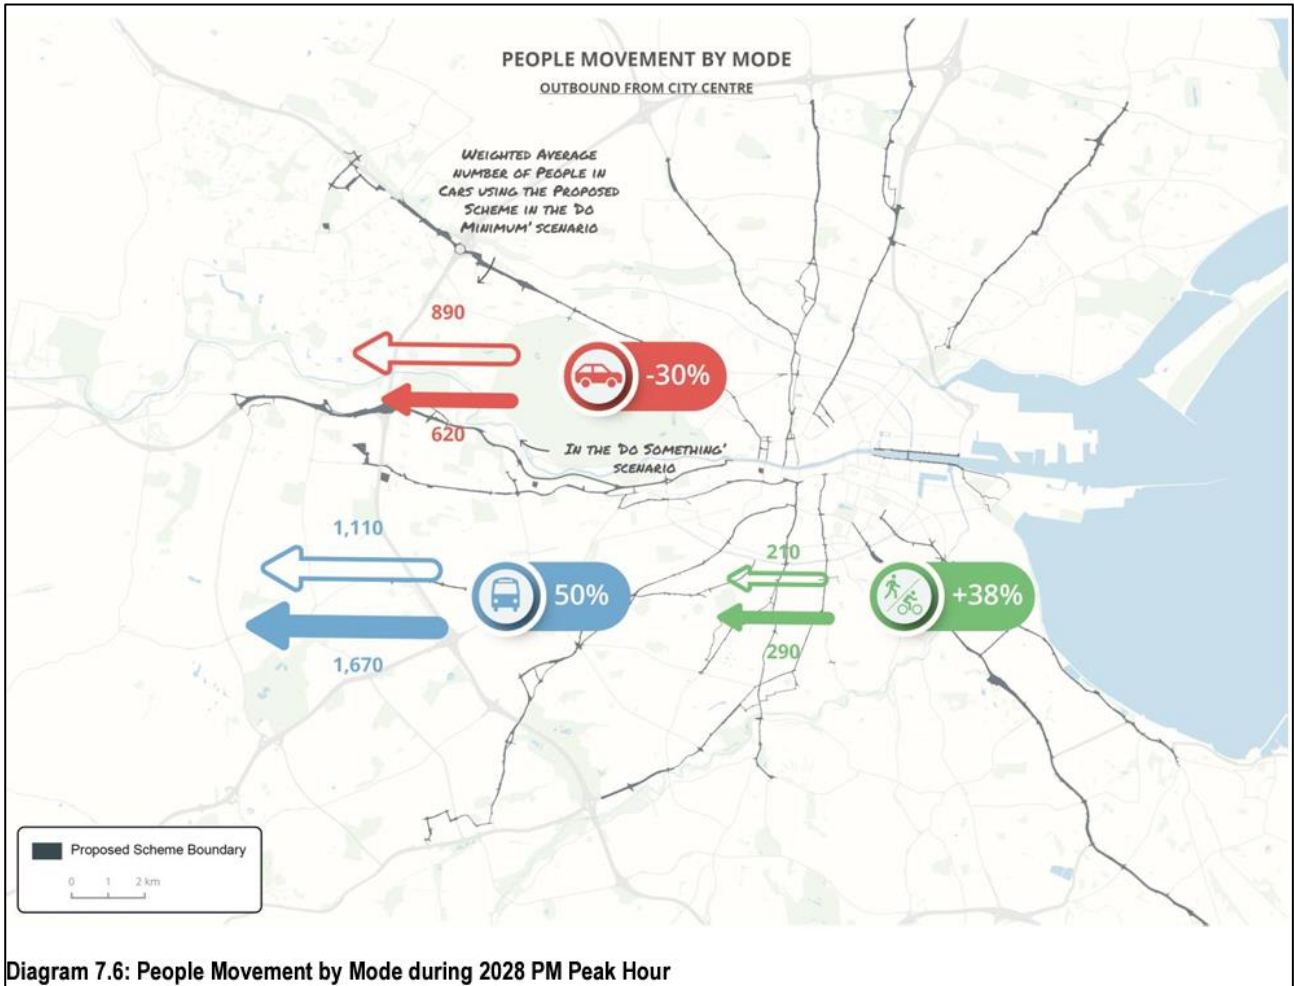 PEOPLE MOVEMENT BY MODE
OUTBOUND FROM CITY CENTRE
WEIGHTED AVERAGE
NUMBER OF PEOPLE IN
CARS USING THE PROPOSED
SCHEME IN THE 'DO
MINIMUM' SCENARIO
890
-30%
620
IN THE 'DO SOMETHING'
SCENARIO
1,110
50%
1,670
210
+38%
290
Proposed Scheme Boundary
0 1 2 km
Diagram 7.6: People Movement by Mode during 2028 PM Peak Hour